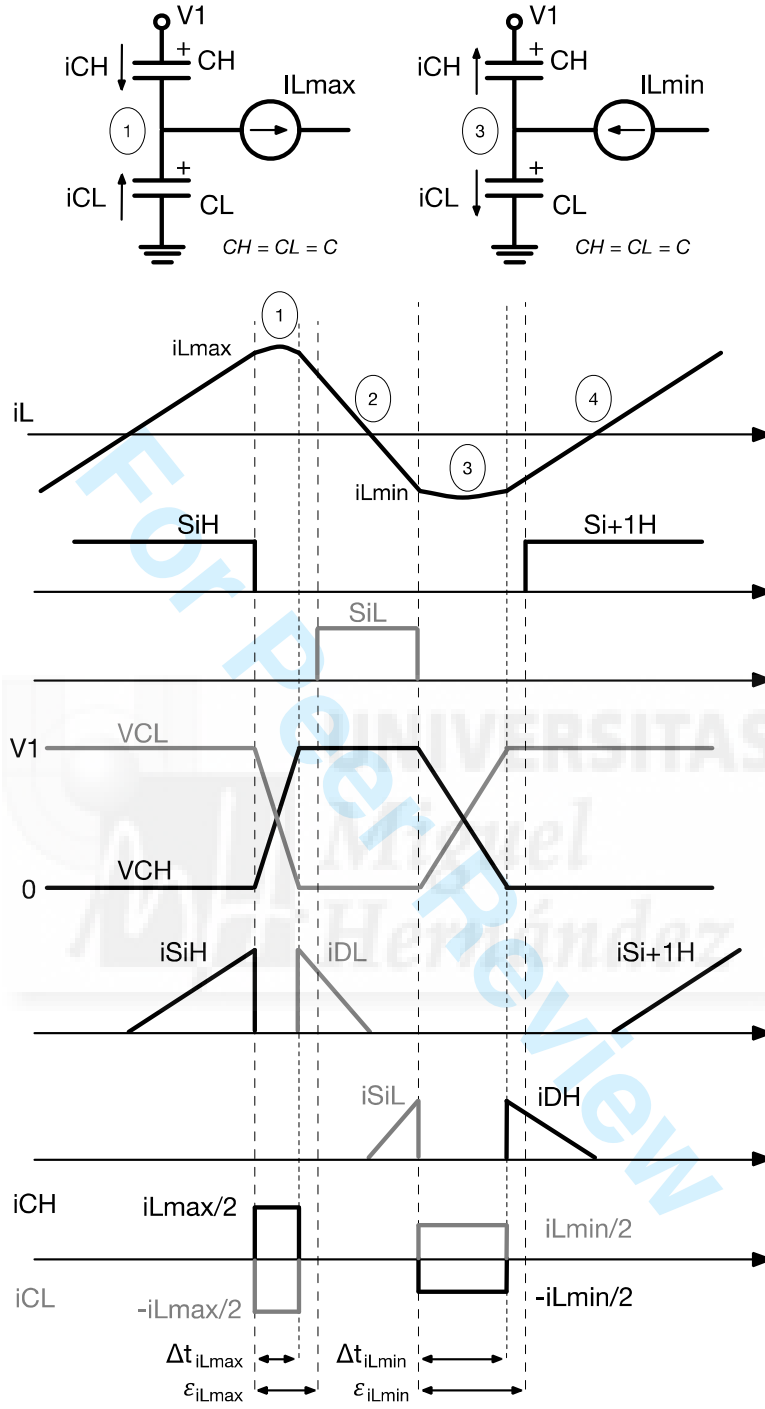 V1
V1
iCH
+
CH
iCH
+
CH
ILmax
ILmin
1
3
iCL
+
CL
iCL
+
CL
CH = CL = C
CH = CL = C
1
iLmax
2
4
iL
3
iLmin
SiH
Si+1H
SiL
UNIVERSITAS
VCL
V1
Miguel
VCH
0
Hernández
iSiH
iDL
iSi+1H
iSiL
iDH
iCH
iLmax/2
iLmin/2
iCL
-iLmax/2
-iLmin/2
Δt iLmax
Δt iLmin
ε iLmax
ε iLmin
For Peer Review